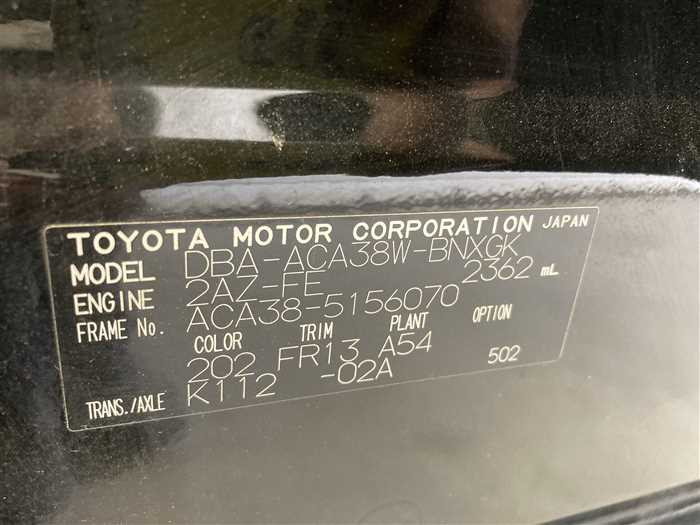 TOYOTA MOTOR CORPORATION JAPAN
MODEL DBA-ACA38W-BNXGK
ENGINE 2AZ-FE 2362 mL
FRAME No. ACA38-5156070
COLOR TRIM PLANT OPTION
202 FR13 A54 502
TRANS./AXLE K112 -02A